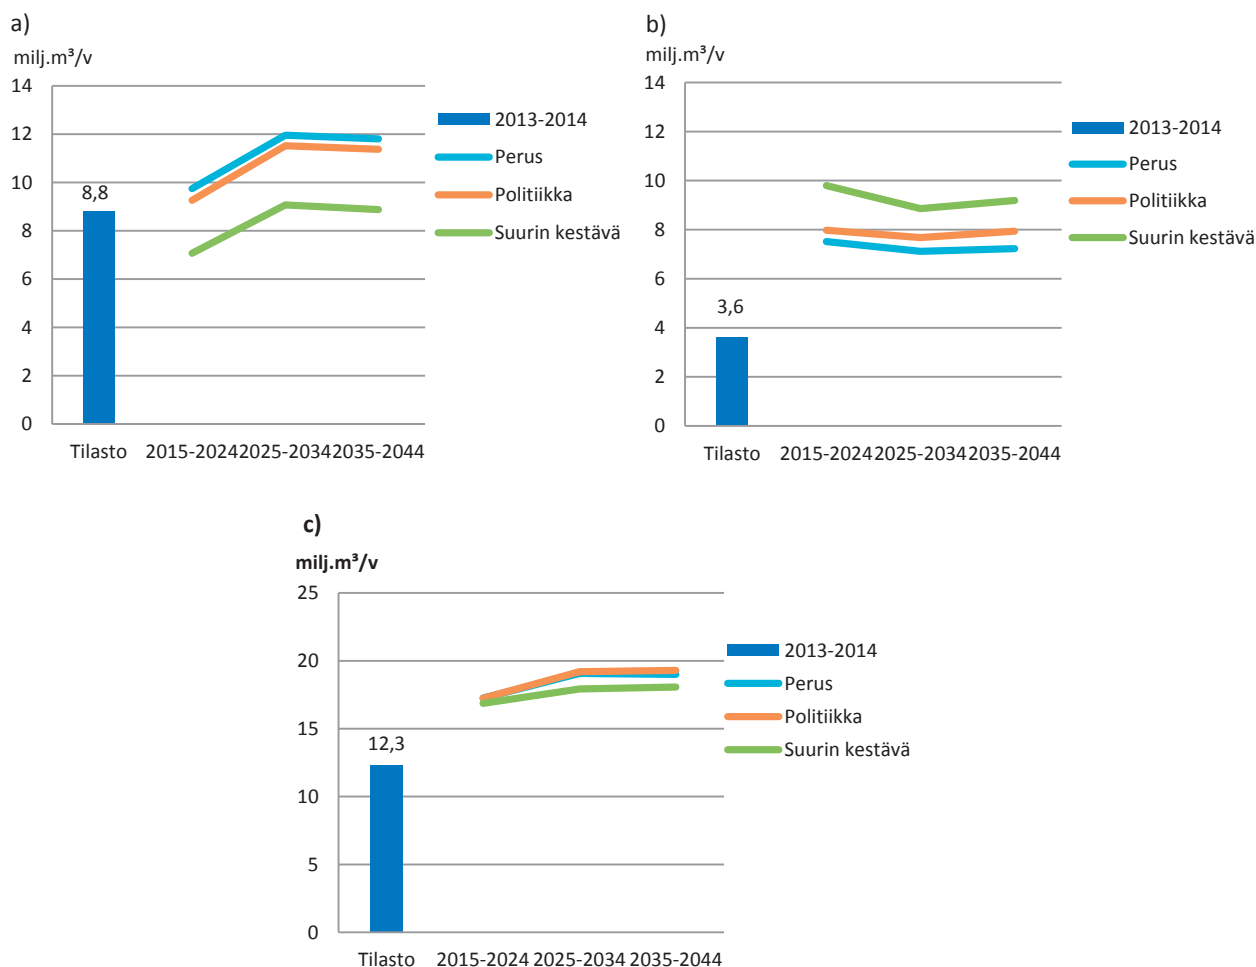 a)
milj.m³/v
14
12
10
8
6
4
2
0
8,8
Tilasto 2015-2024 2025-2034 2035-2044
2013-2014
Perus
Politiikka
Suurin kestävä
b)
milj.m³/v
14
12
10
8
6
4
2
0
3,6
Tilasto 2015-2024 2025-2034 2035-2044
2013-2014
Perus
Politiikka
Suurin kestävä
c)
milj.m³/v
25
20
15
10
5
0
12,3
Tilasto 2015-2024 2025-2034 2035-2044
2013-2014
Perus
Politiikka
Suurin kestävä